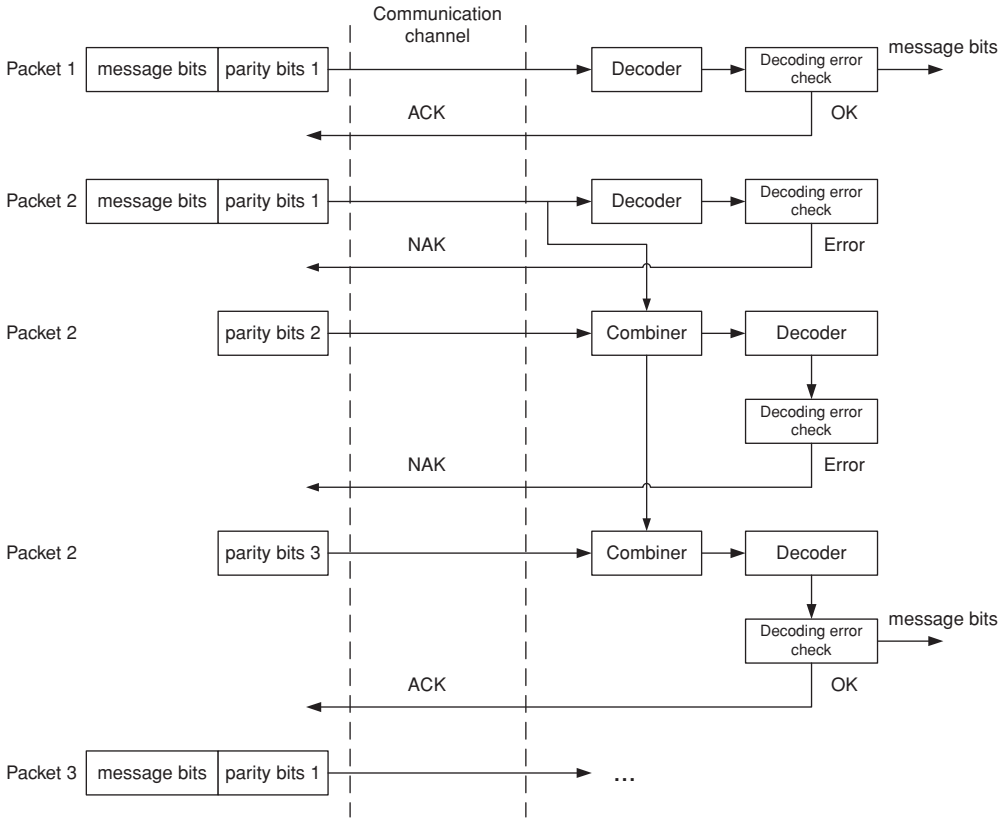 Communication
channel
Packet 1 message bits parity bits 1 Decoder Decoding error
check
message bits
ACK OK
Packet 2 message bits parity bits 1 Decoder Decoding error
check
NAK Error
Packet 2 parity bits 2 Combiner Decoder
Decoding error
check
NAK Error
Packet 2 parity bits 3 Combiner Decoder
Decoding error
check
message bits
ACK OK
Packet 3 message bits parity bits 1 ...